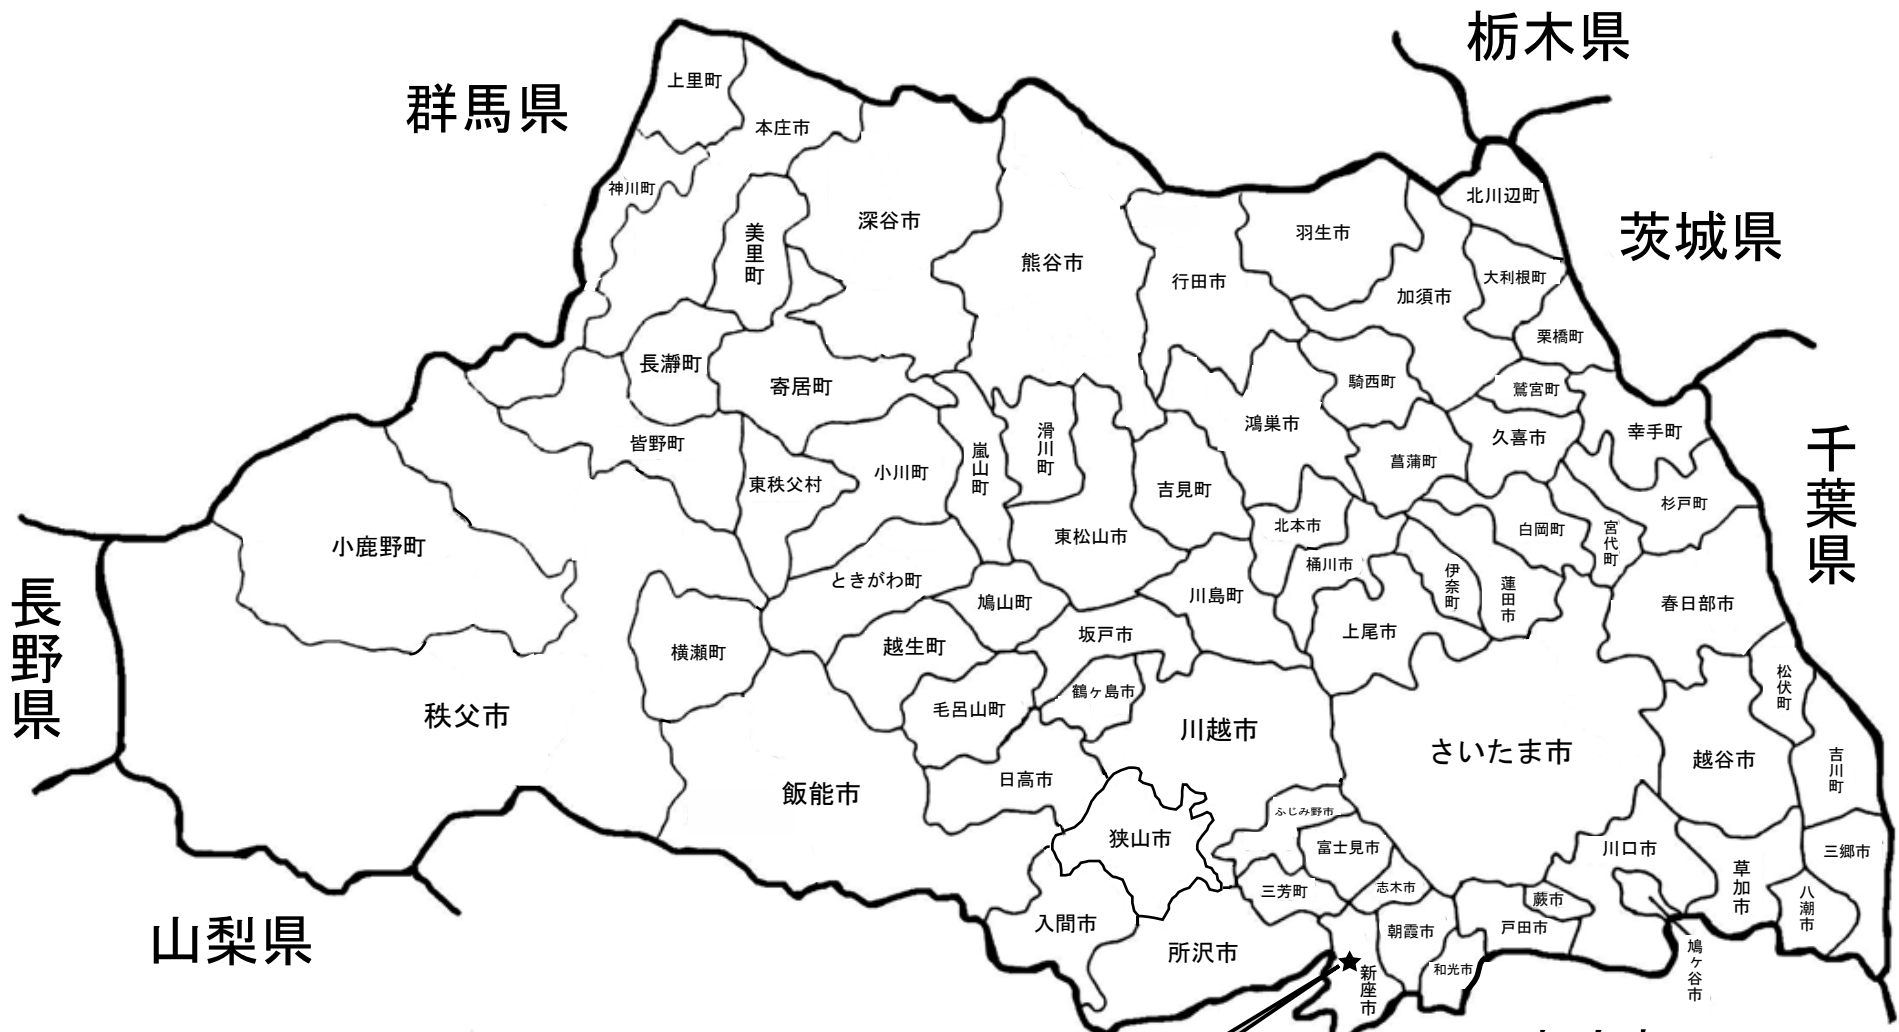 栃木県
群馬県
上里町
本庄市
神川町
北川辺町
深谷市
羽生市
茨城県
美里町
熊谷市
行田市
大利根町
加須市
栗橋町
長瀞町
寄居町
騎西町
鷲宮町
鴻巣市
皆野町
滑川町
幸手町
久喜市
千葉県
菖蒲町
嵐山町
小川町
東秩父村
吉見町
杉戸町
小鹿野町
東松山市
北本市
白岡町
宮代町
桶川市
ときがわ町
伊奈町
蓮田市
長野県
鳩山町
川島町
春日部市
坂戸市
上尾市
越生町
横瀬町
鶴ヶ島市
松伏町
秩父市
毛呂山町
川越市
さいたま市
越谷市
吉川町
日高市
飯能市
ふじみ野市
狭山市
富士見市
川口市
三郷市
三芳町
志木市
草加市
蕨市
八潮市
入間市
朝霞市
戸田市
山梨県
所沢市
和光市
鳩ヶ谷市
新座市